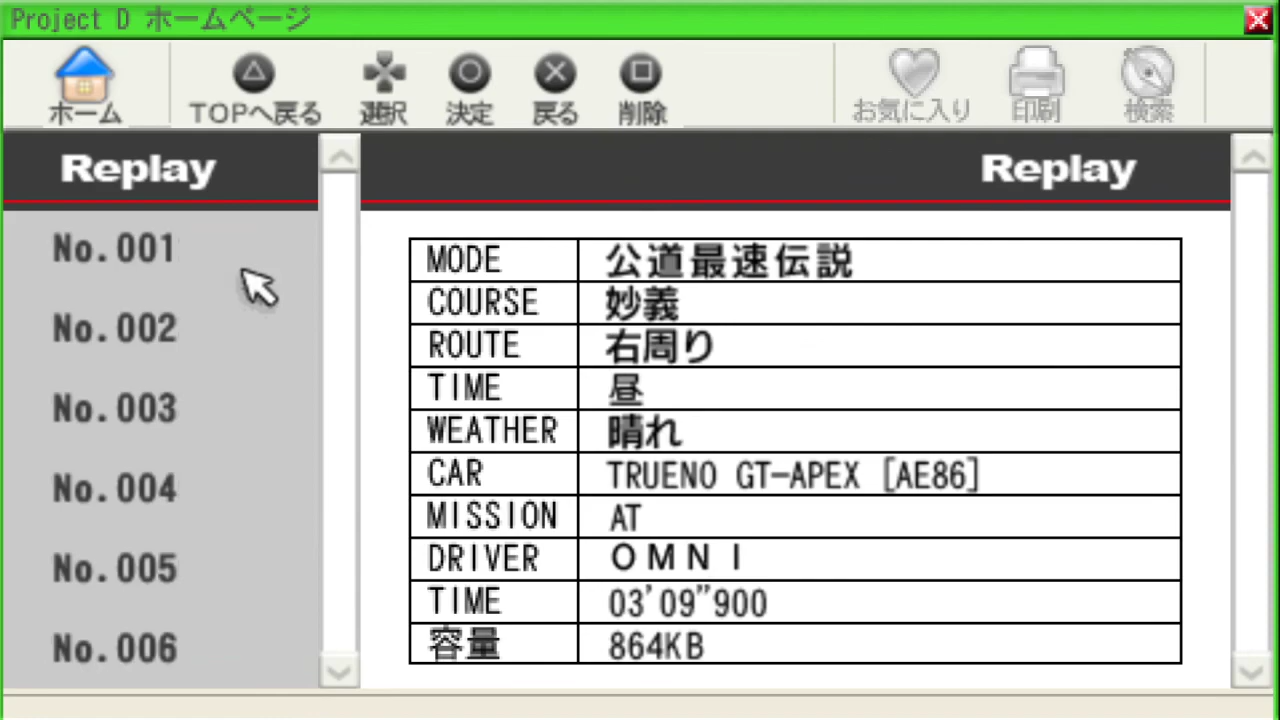 Project D ホームページ
ホーム TOPへ戻る 選択 決定 戻る 削除 お気に入り 印刷 検索
Replay
No.001
No.002
No.003
No.004
No.005
No.006
Replay
MODE 公道最速伝説
COURSE 妙義
ROUTE 右周り
TIME 昼
WEATHER 晴れ
CAR TRUENO GT-APEX [AE86]
MISSION AT
DRIVER ＯＭＮＩ
TIME 03'09"900
容量 864KB